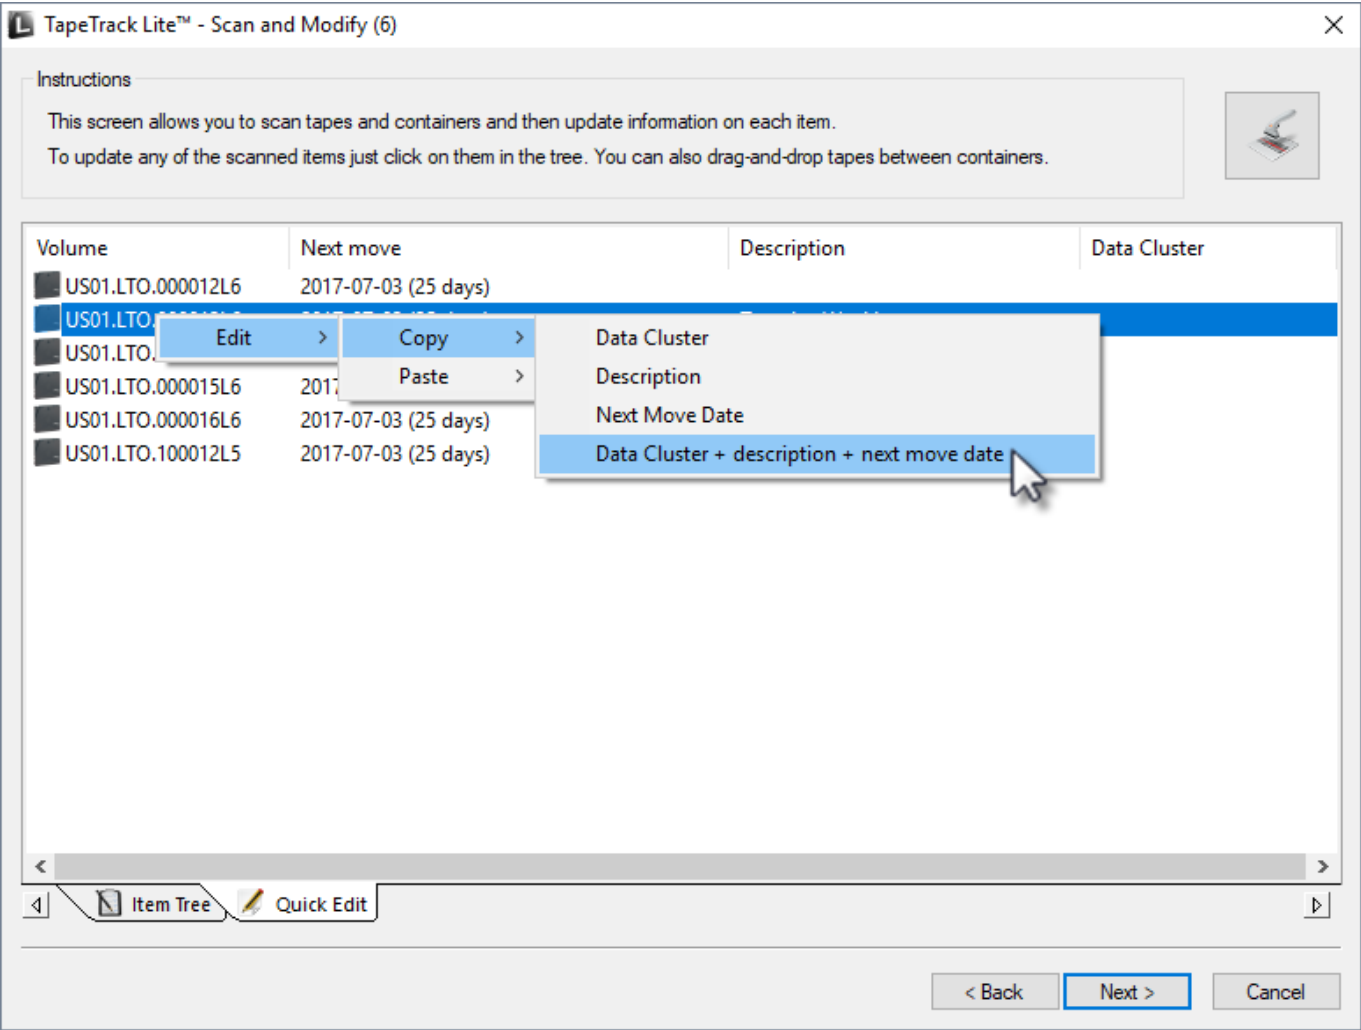 TapeTrack Lite™ - Scan and Modify (6)
Instructions
This screen allows you to scan tapes and containers and then update information on each item.
To update any of the scanned items just click on them in the tree. You can also drag-and-drop tapes between containers.
Volume Next move Description Data Cluster
US01.LTO.000012L6 2017-07-03 (25 days)
US01.LTO.
Edit > Copy > Data Cluster
US01.LTO.
Paste > Description
US01.LTO.000015L6 2017
Next Move Date
US01.LTO.000016L6 2017-07-03 (25 days)
US01.LTO.100012L5 2017-07-03 (25 days) Data Cluster + description + next move date
Item Tree Quick Edit
< Back Next > Cancel